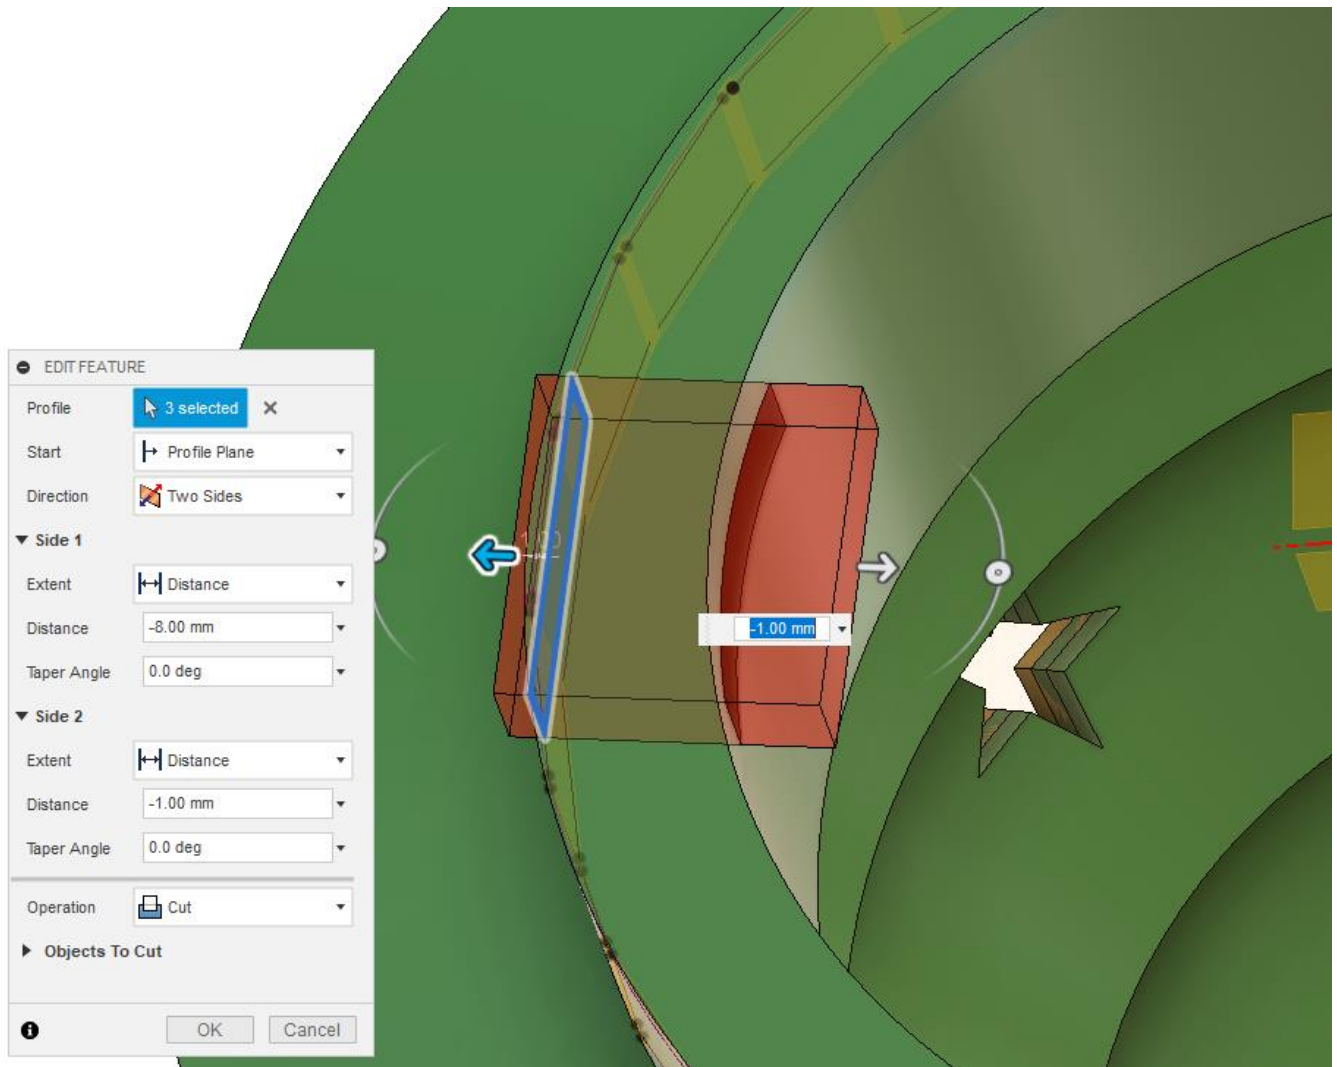 EDIT FEATURE
Profile 3 selected
Start Profile Plane
Direction Two Sides
Side 1
Extent Distance
Distance -8.00 mm
Taper Angle 0.0 deg
Side 2
Extent Distance
Distance -1.00 mm
Taper Angle 0.0 deg
Operation Cut
Objects To Cut
OK Cancel
-1.00 mm